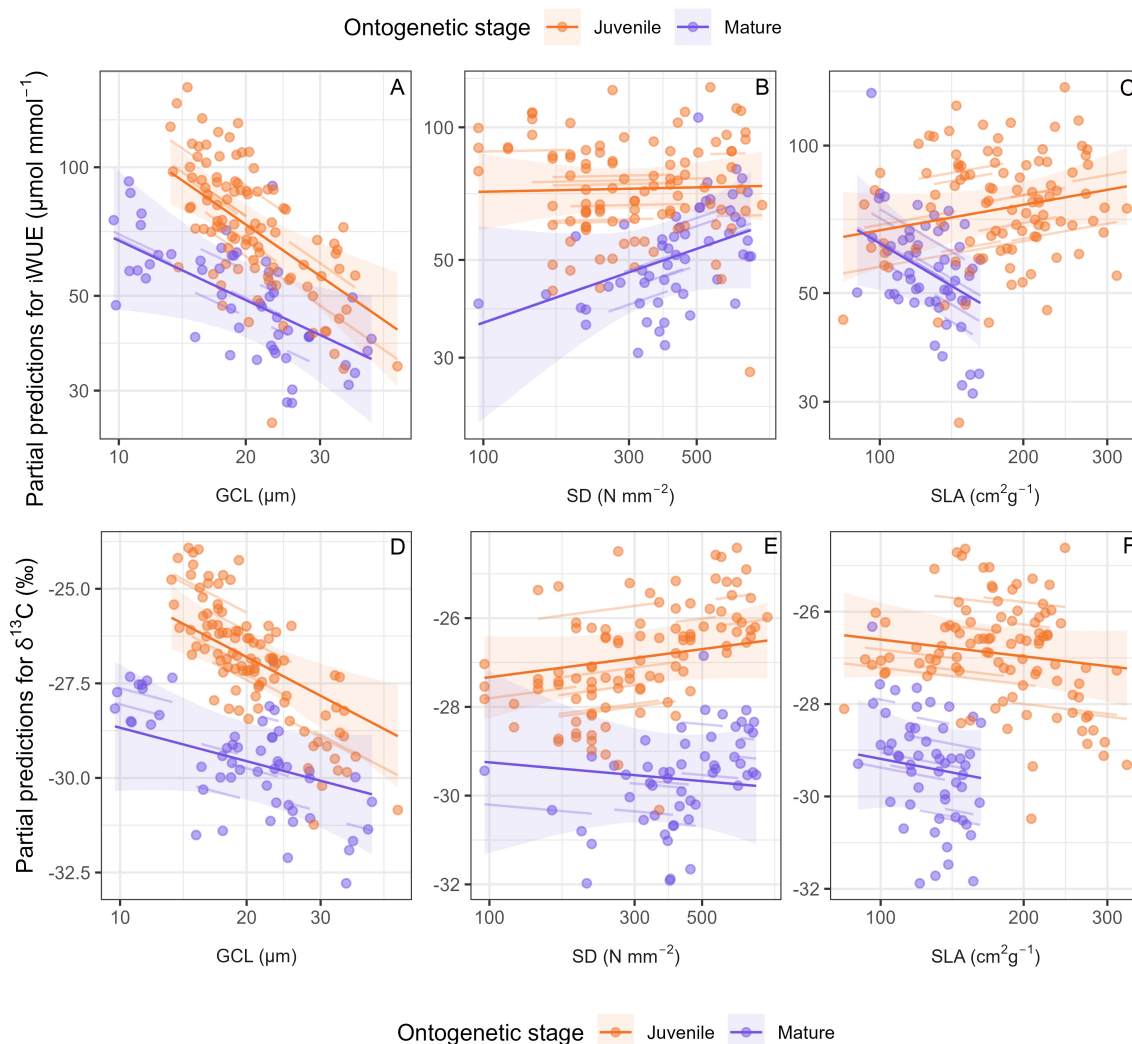 Ontogenetic stage Juvenile Mature
Partial predictions for iWUE (µmol mmol⁻¹)
A
100
50
30
10 20 30
GCL (µm)
B
100
50
30
100 300 500
SD (N mm⁻²)
C
100
50
30
100 200 300
SLA (cm²g⁻¹)
Partial predictions for δ¹³C (‰)
D
-25.0
-27.5
-30.0
-32.5
10 20 30
GCL (µm)
E
-26
-28
-30
-32
100 300 500
SD (N mm⁻²)
F
-26
-28
-30
-32
100 200 300
SLA (cm²g⁻¹)
Ontogenetic stage Juvenile Mature